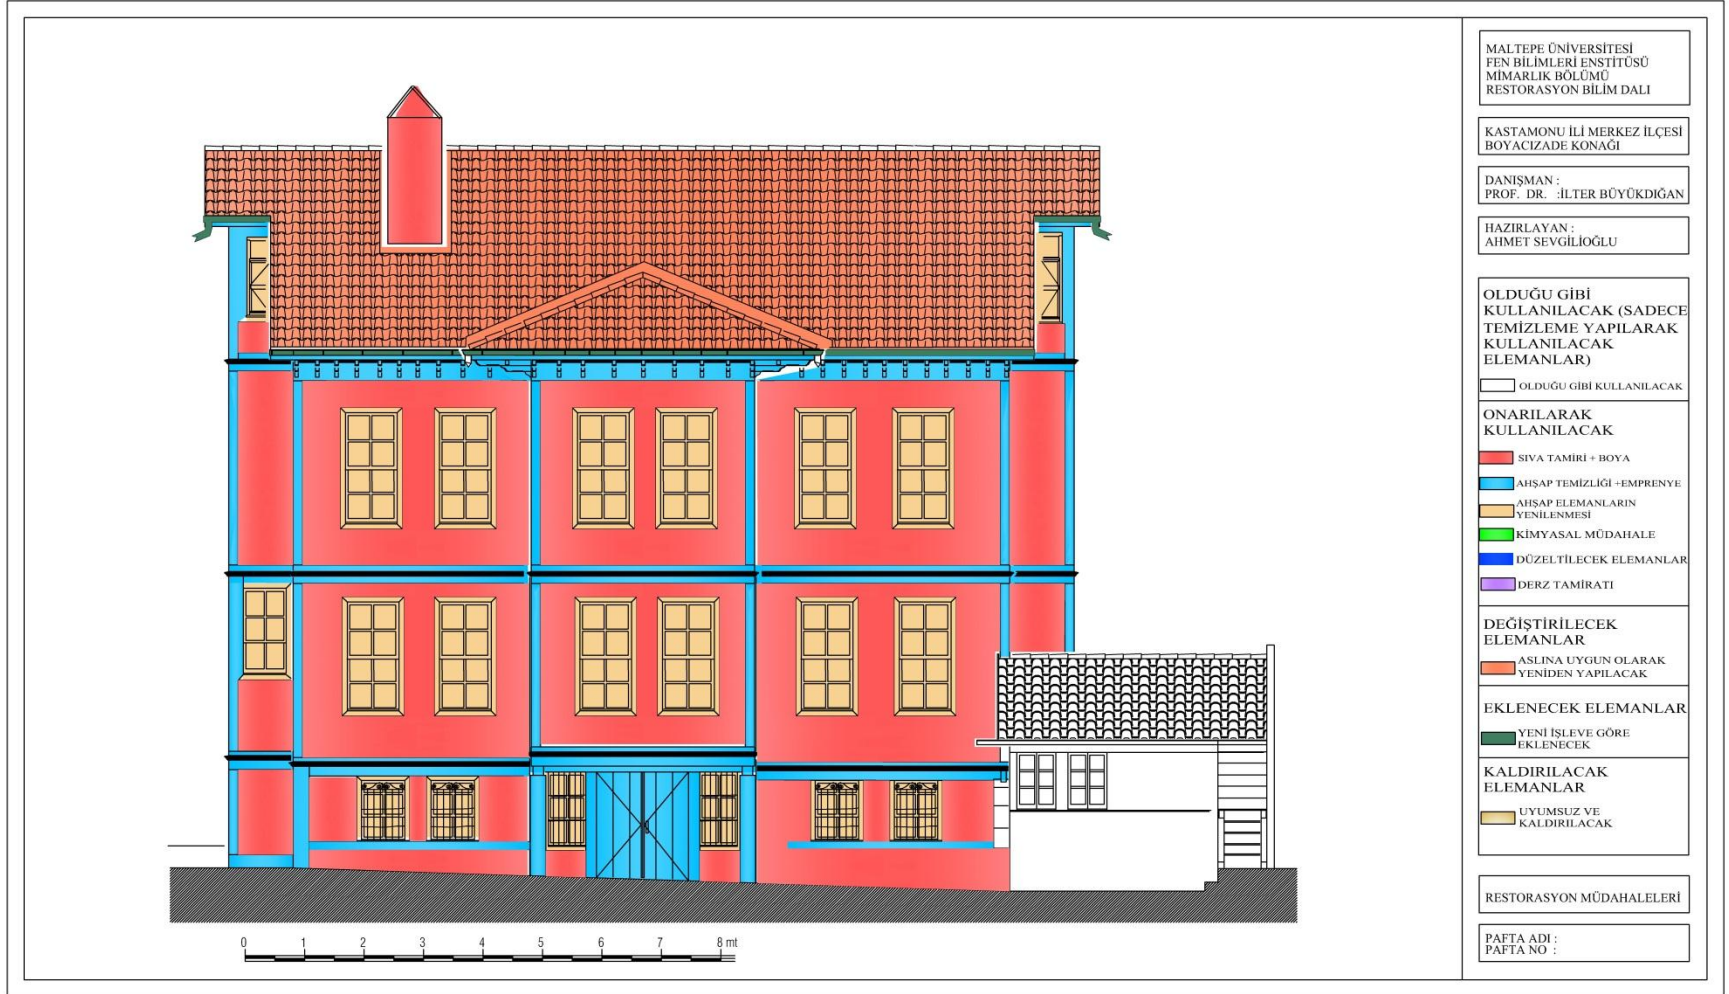 MALTEPE ÜNİVERSİTESİ
FEN BİLİMLERİ ENSTİTÜSÜ
MİMARLIK BÖLÜMÜ
RESTORASYON BİLİM DALI
KASTAMONU İLİ MERKEZ İLÇESİ
BOYACIZADE KONAĞI
DANIŞMAN :
PROF. DR. :İLTER BÜYÜKDIĞAN
HAZIRLAYAN :
AHMET SEVGİLİOĞLU
OLDUĞU GİBİ
KULLANILACAK (SADECE
TEMİZLEME YAPILARAK
KULLANILACAK
ELEMANLAR)
OLDUĞU GİBİ KULLANILACAK
ONARILARAK
KULLANILACAK
SIVA TAMİRİ + BOYA
AHŞAP TEMİZLİĞİ +EMPRENYE
AHŞAP ELEMANLARIN
YENİLENMESİ
KİMYASAL MÜDAHALE
DÜZELTİLECEK ELEMANLAR
DERZ TAMİRATI
DEĞİŞTİRİLECEK
ELEMANLAR
ASLINA UYGUN OLARAK
YENİDEN YAPILACAK
EKLENECEK ELEMANLAR
YENİ İŞLEVE GÖRE
EKLENECEK
KALDIRILACAK
ELEMANLAR
UYUMSUZ VE
KALDIRILACAK
RESTORASYON MÜDAHALELERİ
PAFTA ADI :
PAFTA NO :
0 1 2 3 4 5 6 7 8 mt